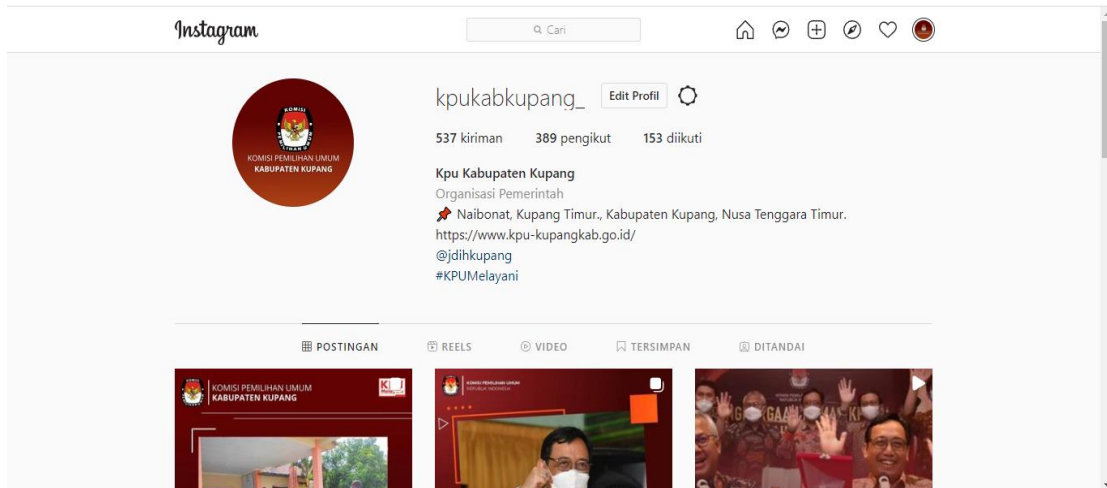 Instagram
Cari
kpukabkupang_ Edit Profil
537 kiriman 389 pengikut 153 diikuti
Kpu Kabupaten Kupang
Organisasi Pemerintah
Naibonat, Kupang Timur., Kabupaten Kupang, Nusa Tenggara Timur.
https://www.kpu-kupangkab.go.id/
@jdihkupang
#KPUMelayani
KOMISI
PEMILIHAN UMUM
KOMISI PEMILIHAN UMUM
KABUPATEN KUPANG
POSTINGAN REELS VIDEO TERSIMPAN DITANDAI
KOMISI PEMILIHAN UMUM
KABUPATEN KUPANG
KOMISI PEMILIHAN UMUM
REPUBLIK INDONESIA